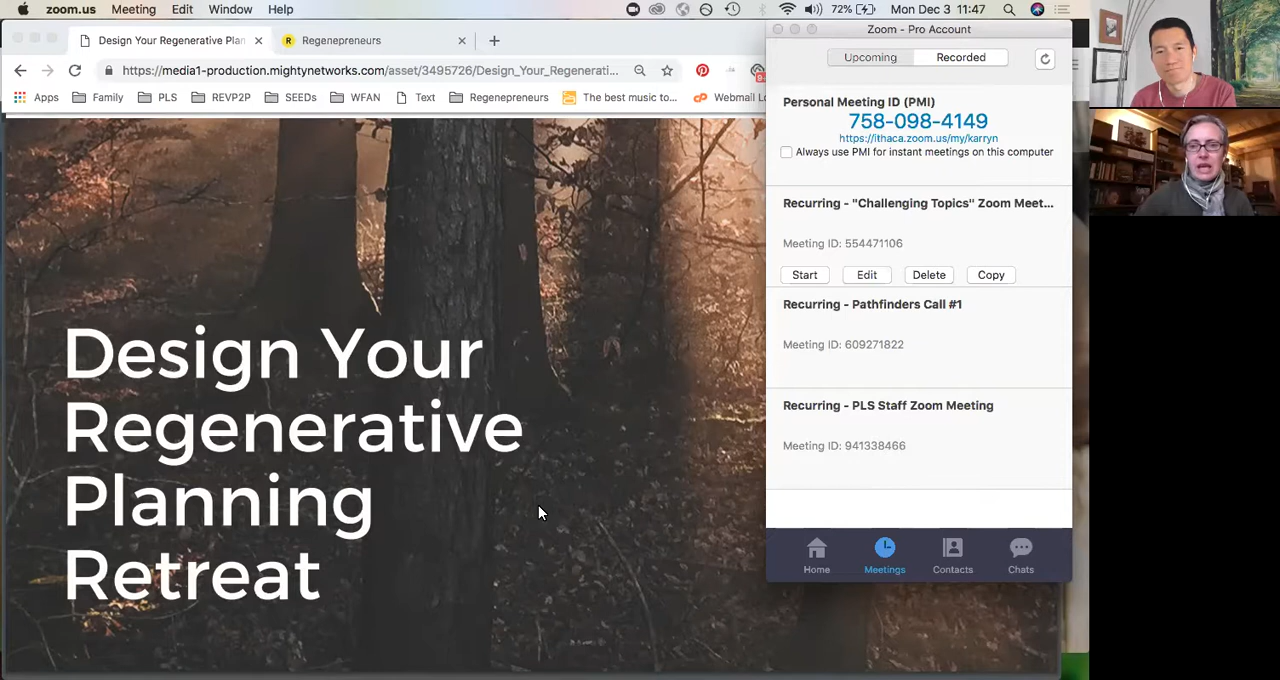 zoom.us Meeting Edit Window Help 72% Mon Dec 3 11:47
Design Your Regenerative Plan
Regenepreneurs
https://media1-production.mightynetworks.com/asset/3495726/Design_Your_Regenerati...
Apps Family PLS REVP2P SEEDs WFAN Text Regenepreneurs The best music to... Webmail Lo
Design Your
Regenerative
Planning
Retreat
Zoom - Pro Account
Upcoming Recorded
Personal Meeting ID (PMI)
758-098-4149
https://ithaca.zoom.us/my/karryn
Always use PMI for instant meetings on this computer
Recurring - "Challenging Topics" Zoom Meet...
Meeting ID: 554471106
Start Edit Delete Copy
Recurring - Pathfinders Call #1
Meeting ID: 609271822
Recurring - PLS Staff Zoom Meeting
Meeting ID: 941338466
Home Meetings Contacts Chats